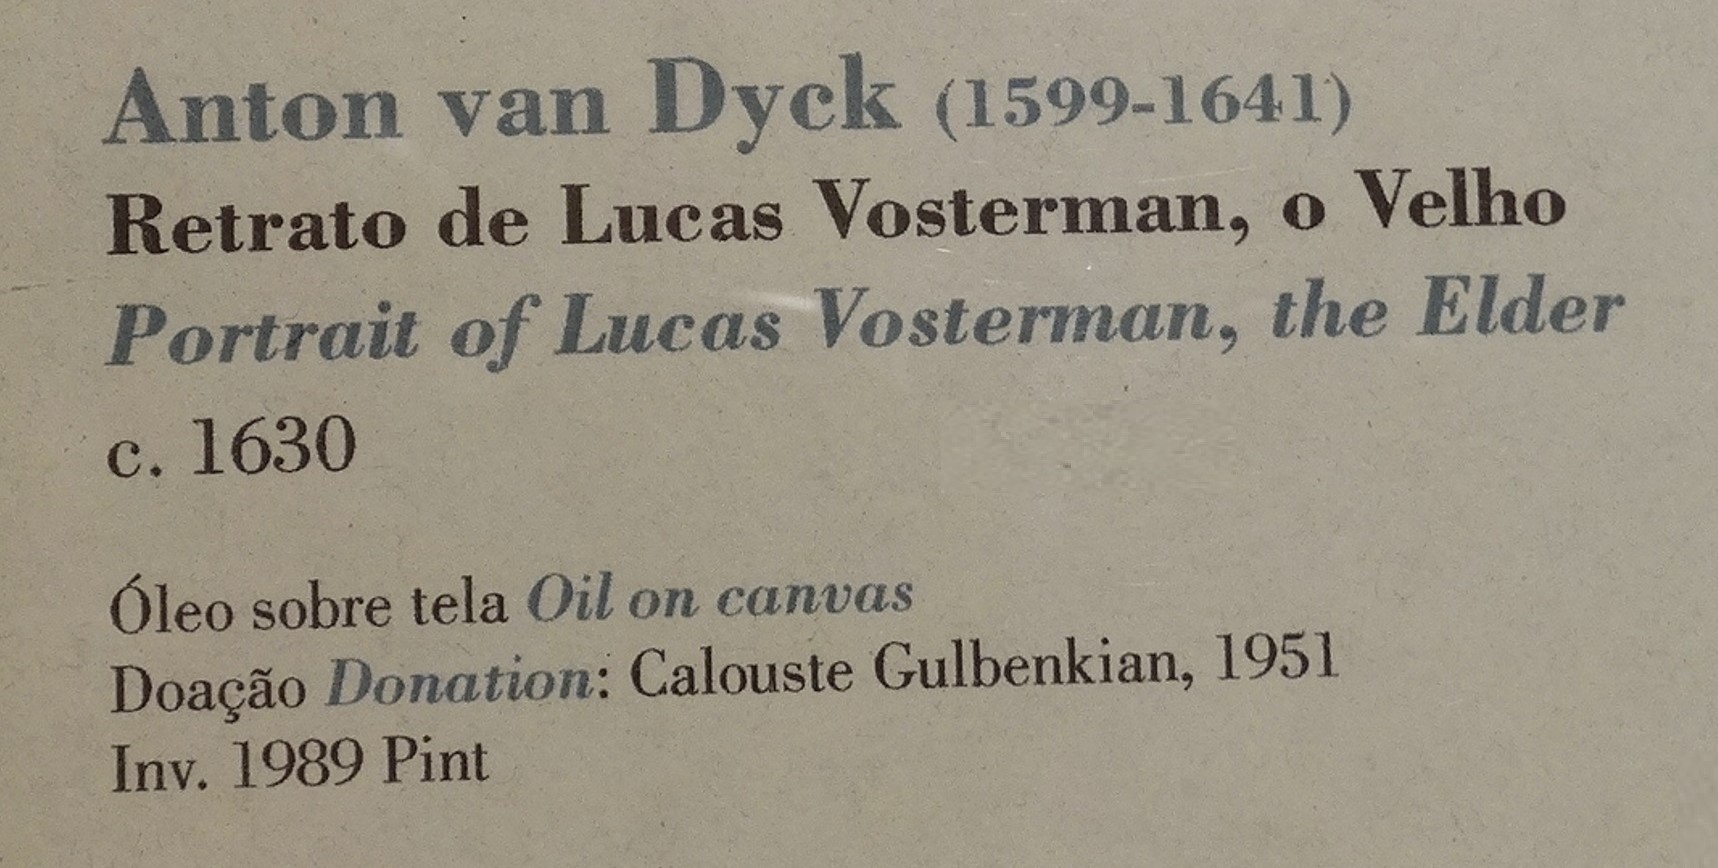 Anton van Dyck (1599-1641)
Retrato de Lucas Vosterman, o Velho
Portrait of Lucas Vosterman, the Elder
c. 1630
Óleo sobre tela Oil on canvas
Doação Donation: Calouste Gulbenkian, 1951
Inv. 1989 Pint